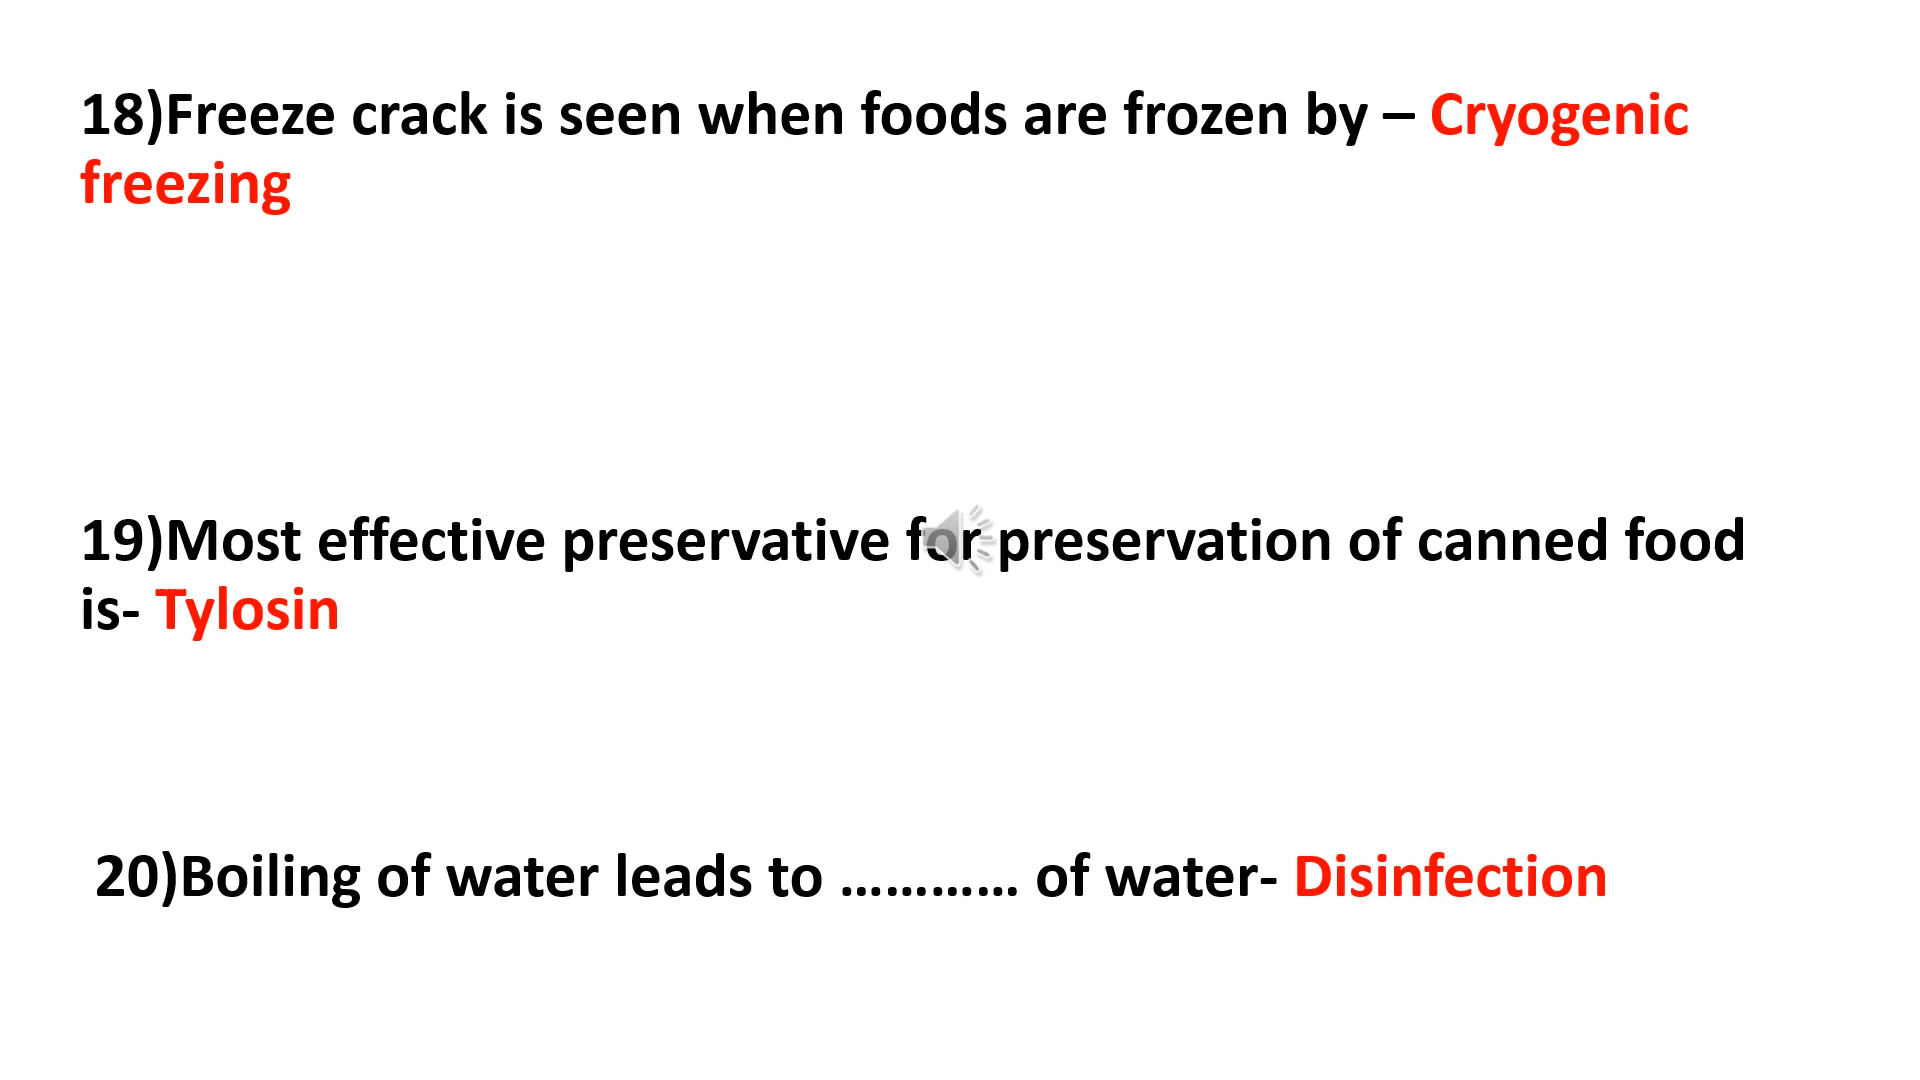 18)Freeze crack is seen when foods are frozen by – Cryogenic
freezing
19)Most effective preservative for preservation of canned food
is- Tylosin
20)Boiling of water leads to ………… of water- Disinfection